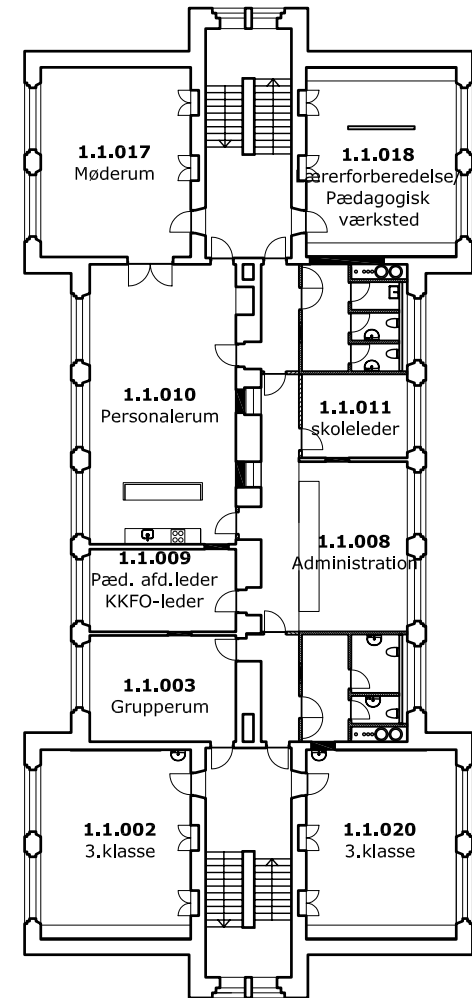 1.1.017
Møderum
1.1.018
ærerforberedelse/
Pædagogisk
værksted
1.1.010
Personalerum
1.1.011
skoleleder
1.1.008
Administration
1.1.009
Pæd. afd.leder
KKFO-leder
1.1.003
Grupperum
1.1.002
3.klasse
1.1.020
3.klasse